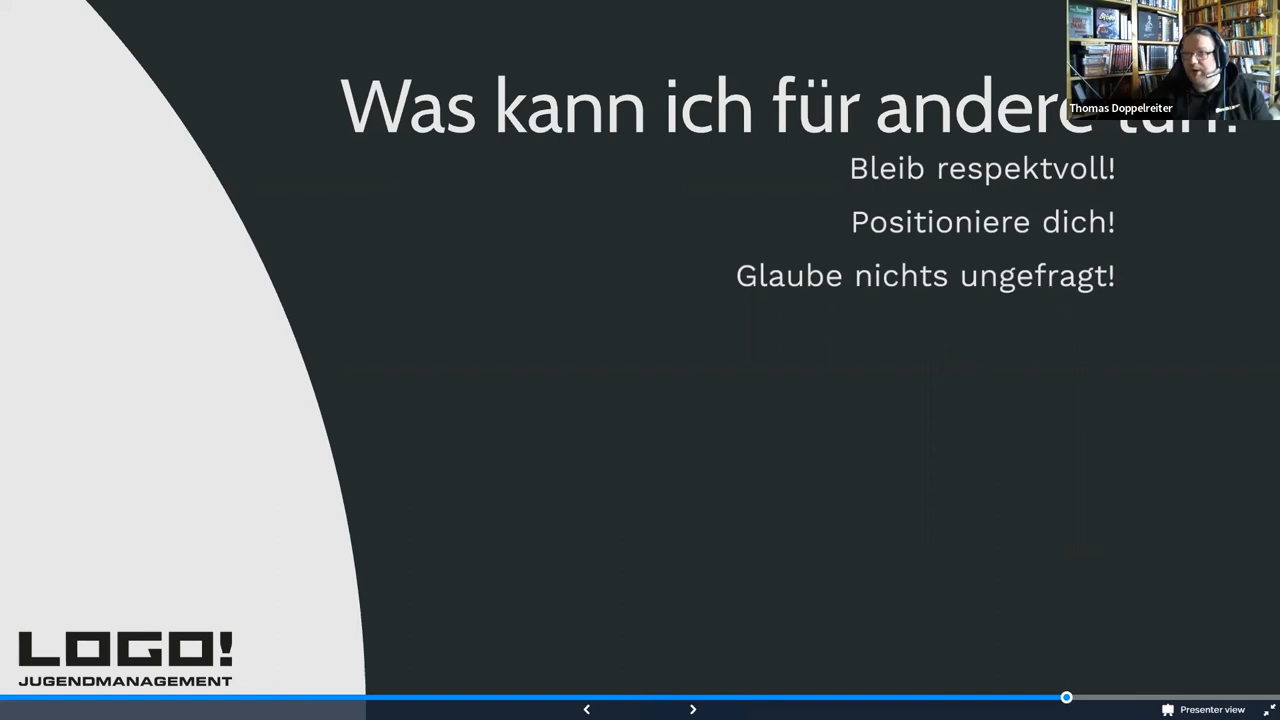 Was kann ich für andere tun?
Thomas Doppelreiter
Bleib respektvoll!
Positioniere dich!
Glaube nichts ungefragt!
LOGO!
JUGENDMANAGEMENT
Presenter view